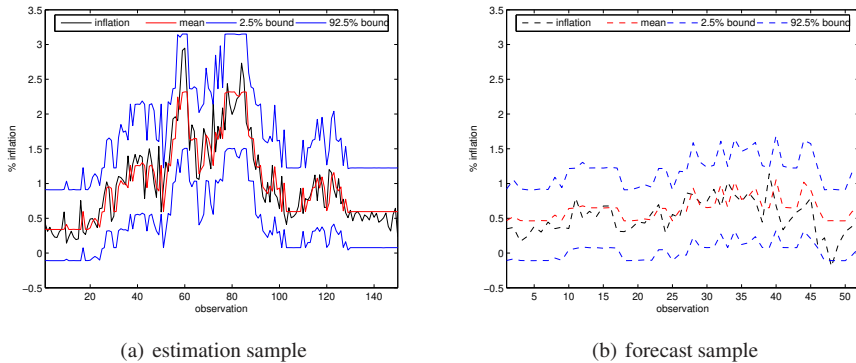 inflation mean 2.5% bound 92.5% bound
3.5
3
2.5
2
1.5
1
0.5
0
−0.5
% inflation
20 40 60 80 100 120 140
observation
(a) estimation sample
inflation mean 2.5% bound 92.5% bound
3.5
3
2.5
2
1.5
1
0.5
0
−0.5
% inflation
5 10 15 20 25 30 35 40 45 50
observation
(b) forecast sample